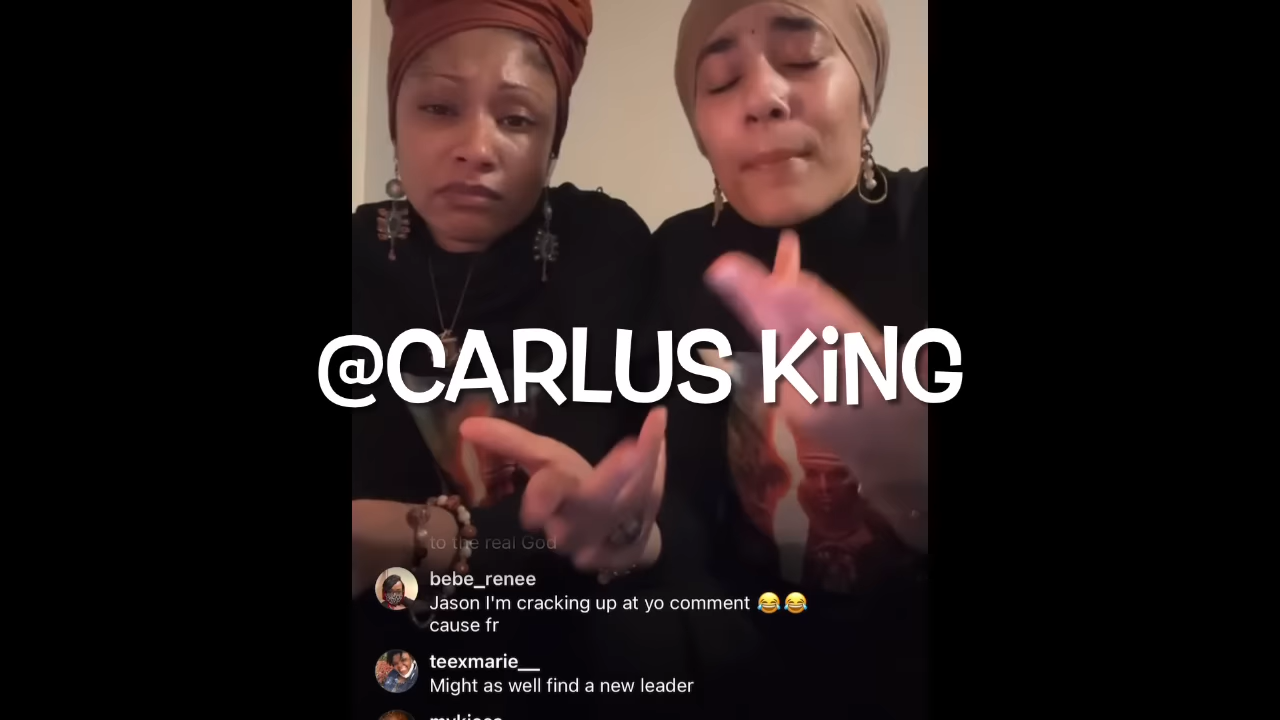 @CARLUS KiNG
to the real God
bebe_renee
Jason I'm cracking up at yo comment 😂😂
cause fr
teexmarie__
Might as well find a new leader